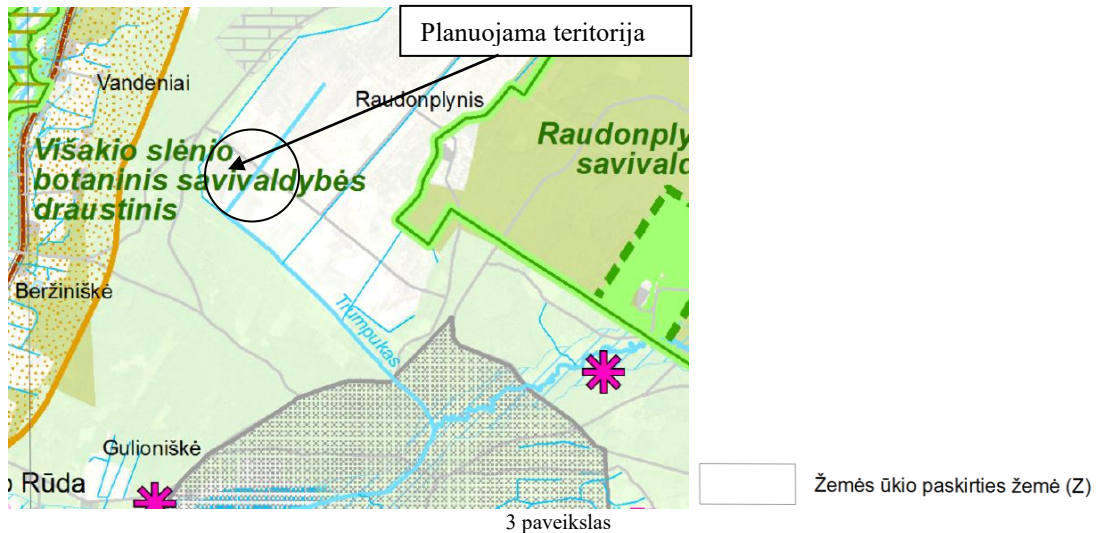 Planuojama teritorija
Vandeniai
Raudonplynis
Višakio slėnio
botaninis savivaldybės
draustinis
Raudonply
savivald
Beržiniškė
Trumpukas
Gulioniškė
o Rūda
Žemės ūkio paskirties žemė (Z)
3 paveikslas